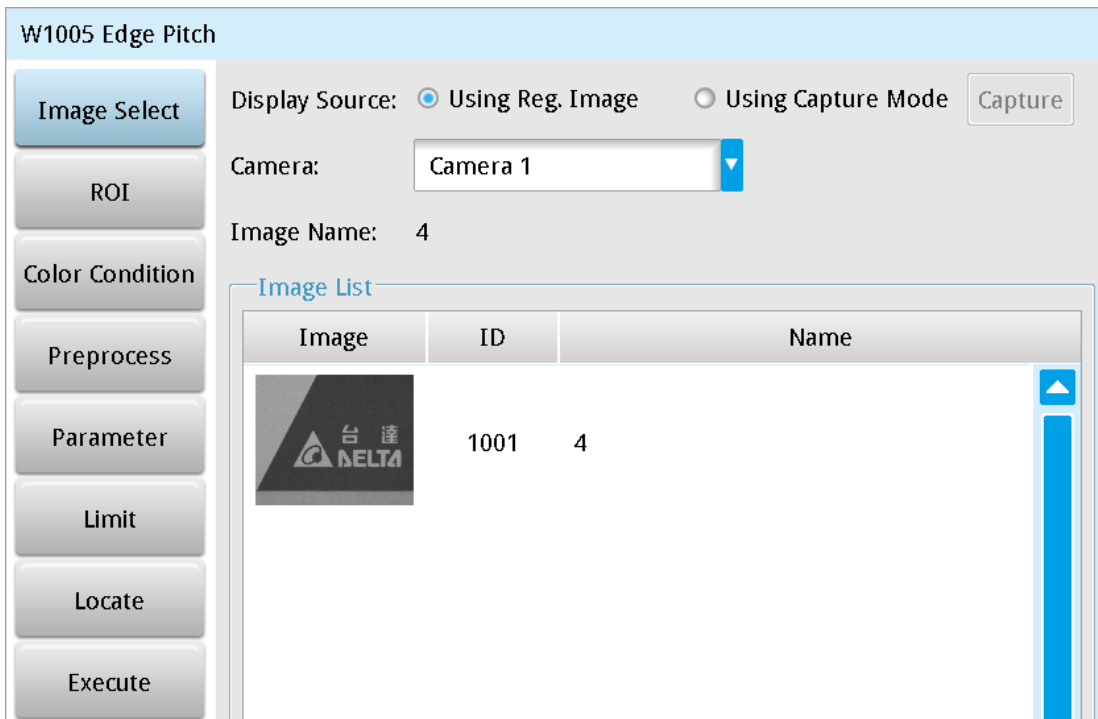 W1005 Edge Pitch
Image Select
ROI
Color Condition
Preprocess
Parameter
Limit
Locate
Execute
Display Source: Using Reg. Image Using Capture Mode Capture
Camera: Camera 1
Image Name: 4
Image List
Image ID Name
台達
DELTA
1001 4